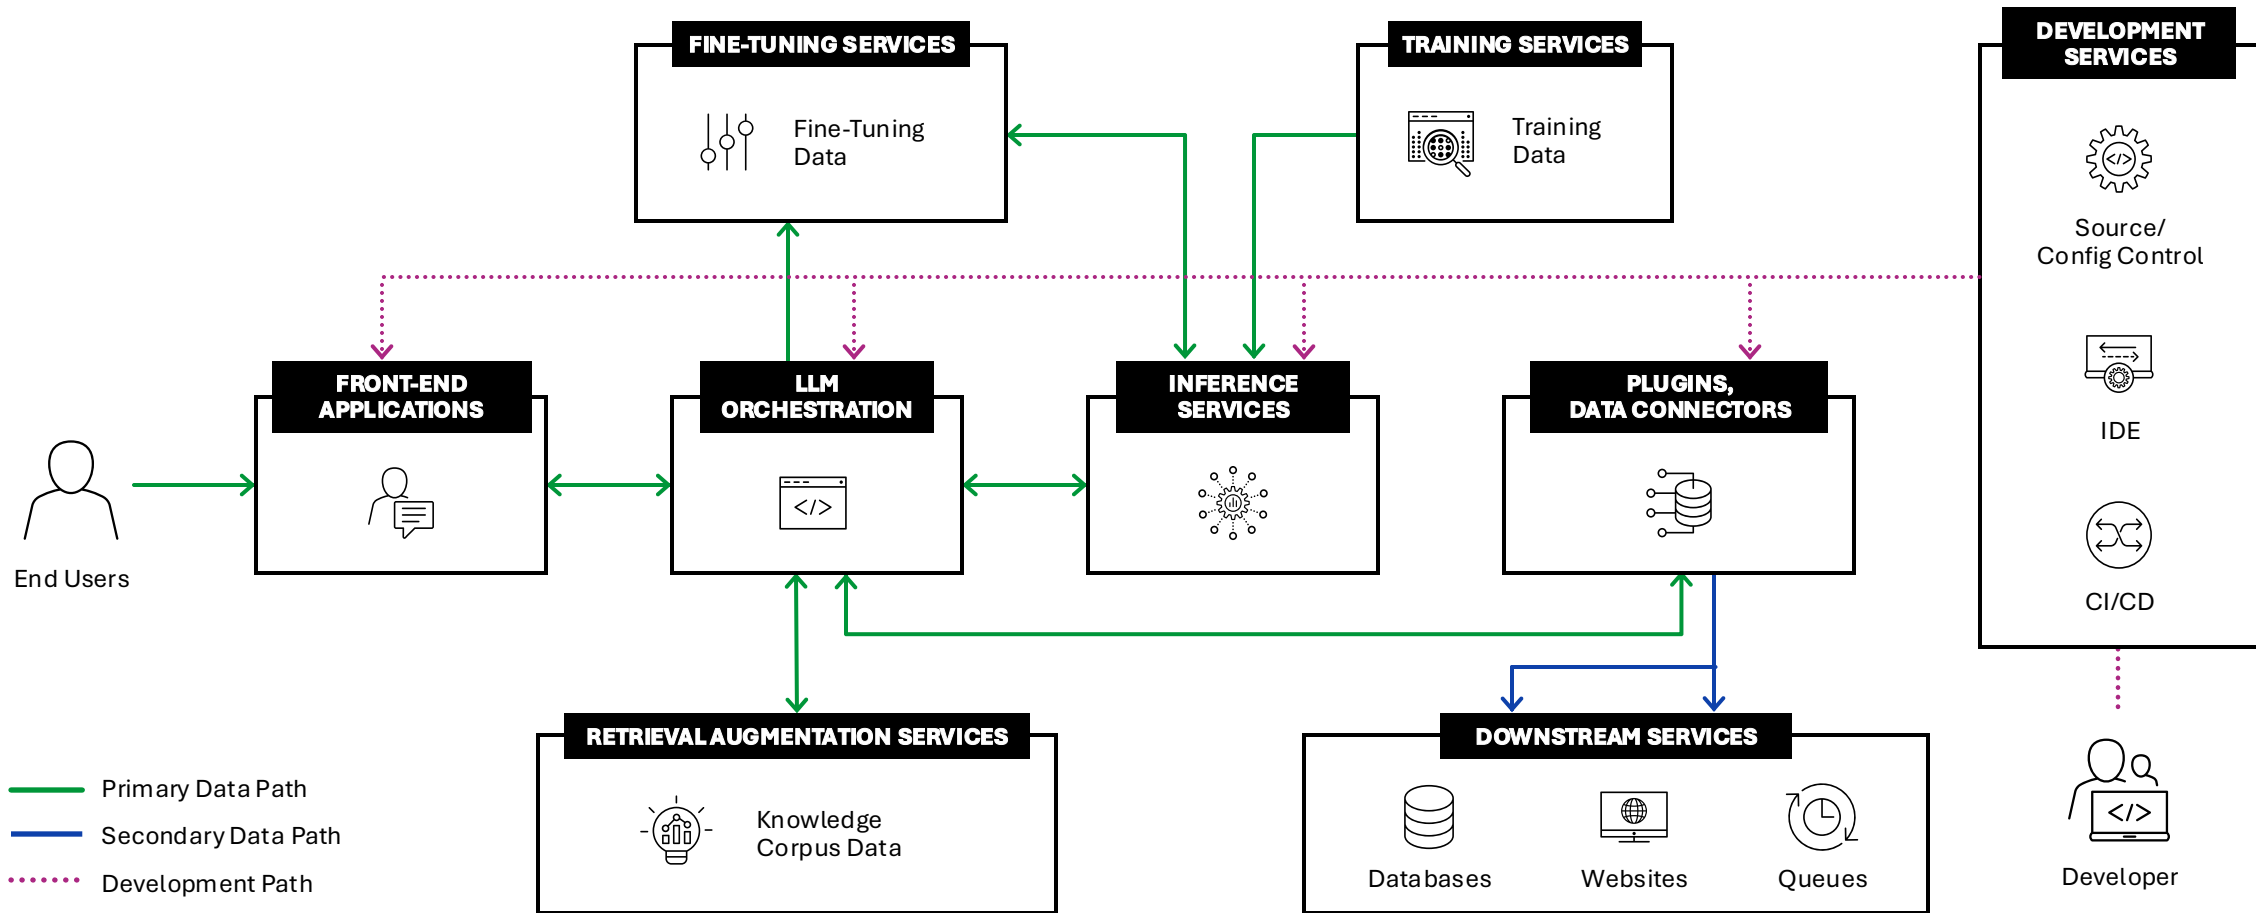 FINE-TUNING SERVICES
Fine-Tuning
Data
TRAINING SERVICES
Training
Data
DEVELOPMENT
SERVICES
Source/
Config Control
IDE
CI/CD
FRONT-END
APPLICATIONS
LLM
ORCHESTRATION
</>
INFERENCE
SERVICES
PLUGINS,
DATA CONNECTORS
End Users
RETRIEVAL AUGMENTATION SERVICES
Knowledge
Corpus Data
DOWNSTREAM SERVICES
Databases
Websites
Queues
</>
Developer
Primary Data Path
Secondary Data Path
Development Path